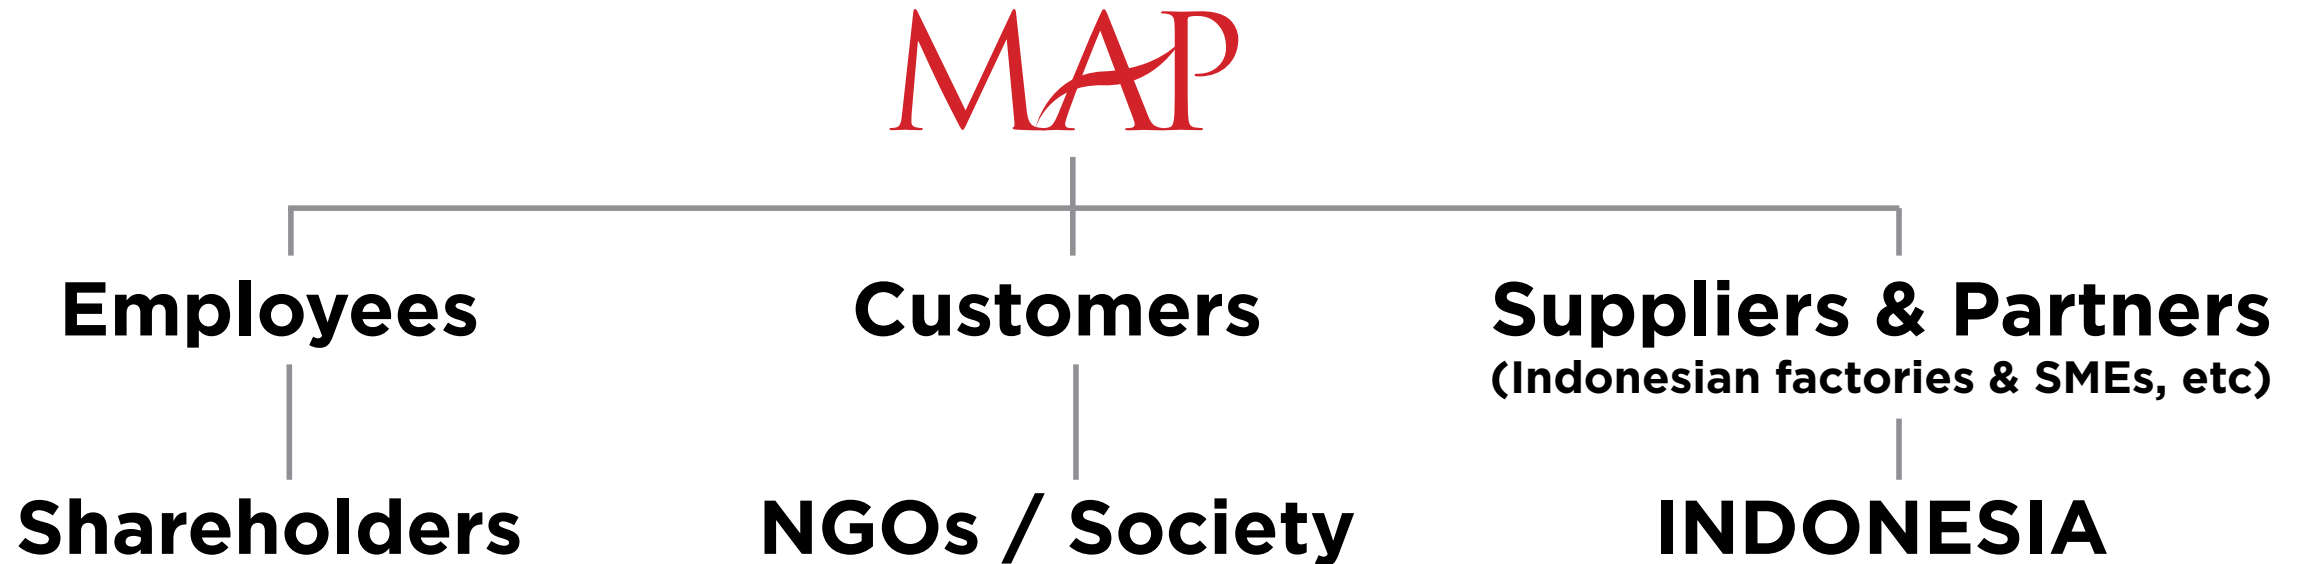 MAP
Employees
Customers
Suppliers & Partners
(Indonesian factories & SMEs, etc)
Shareholders
NGOs / Society
INDONESIA